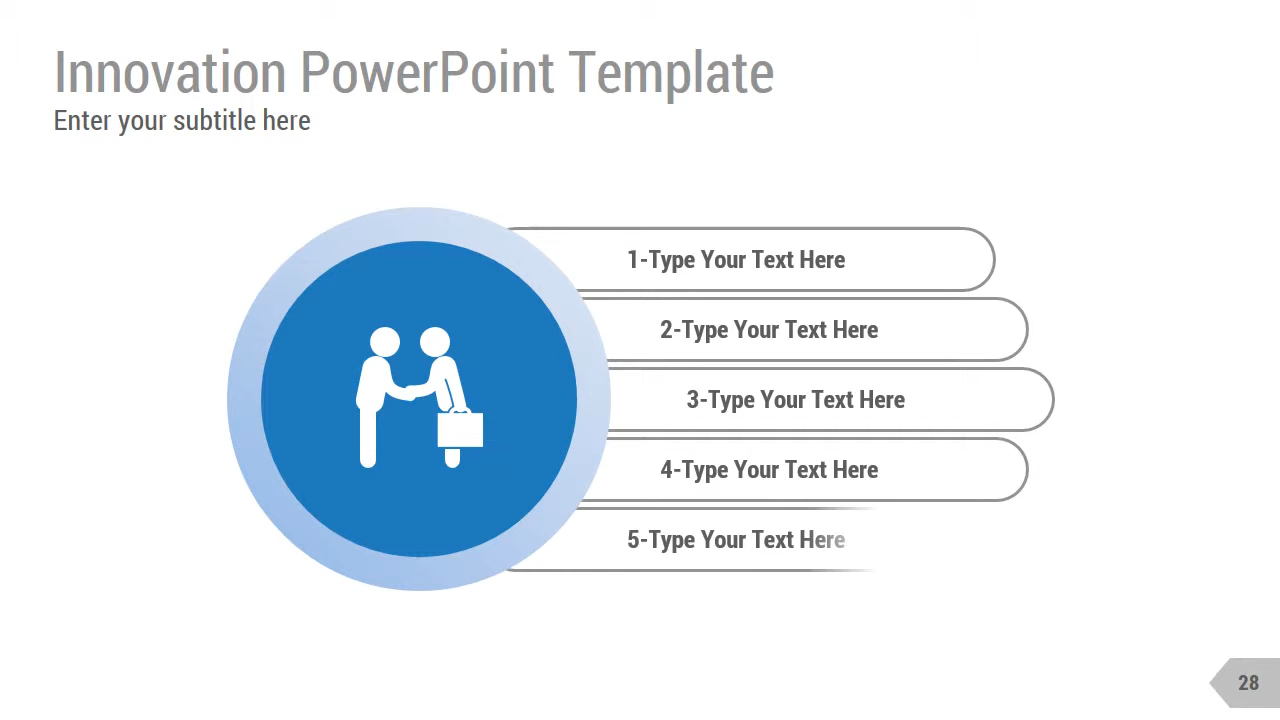 Innovation PowerPoint Template
Enter your subtitle here
1-Type Your Text Here
2-Type Your Text Here
3-Type Your Text Here
4-Type Your Text Here
5-Type Your Text Here
28